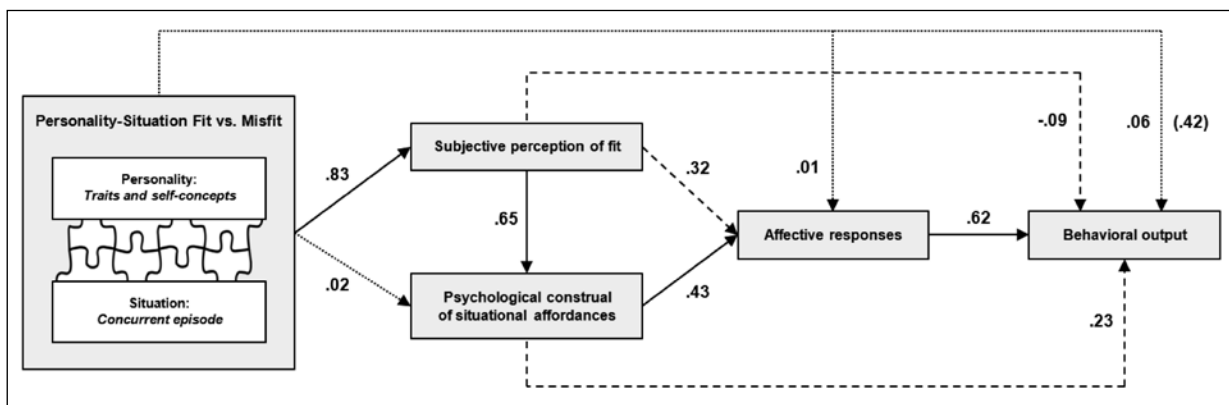 Personality-Situation Fit vs. Misfit
Personality:
Traits and self-concepts
Situation:
Concurrent episode
.83
.02
Subjective perception of fit
.65
Psychological construal
of situational affordances
.32
.43
.01
Affective responses
.62
-.09
.06
(.42)
Behavioral output
.23